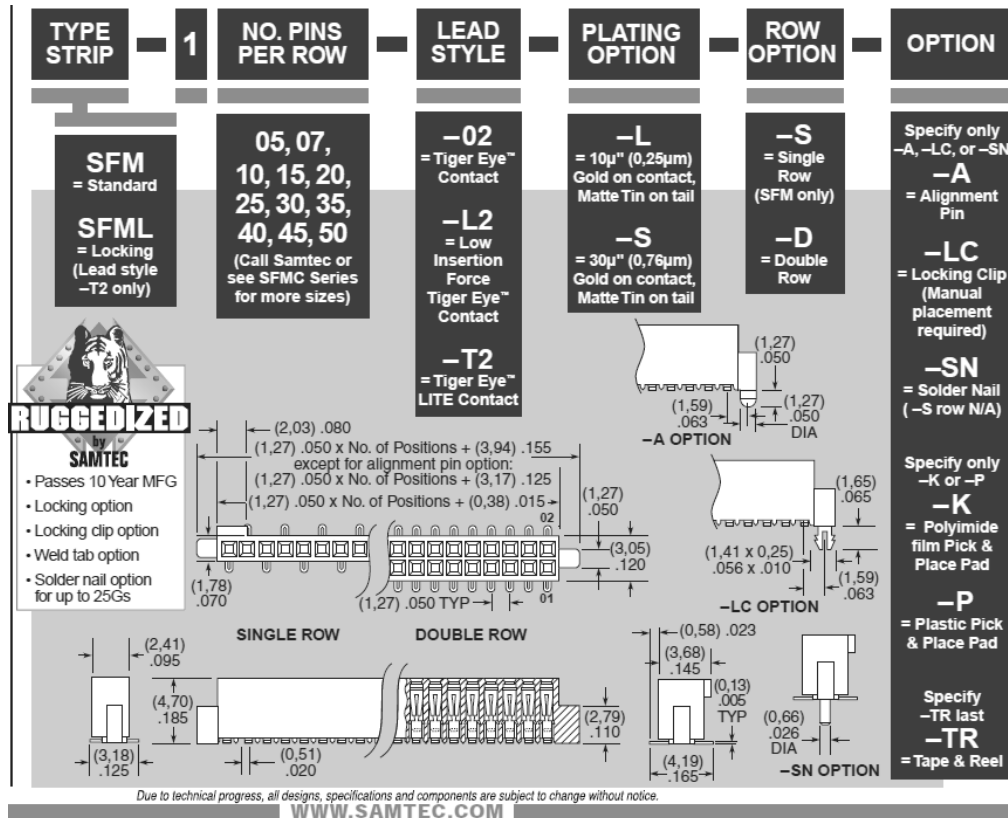 TYPE
STRIP
1
NO. PINS
PER ROW
LEAD
STYLE
PLATING
OPTION
ROW
OPTION
OPTION
SFM
= Standard
SFML
= Locking
(Lead style
–T2 only)
05, 07,
10, 15, 20,
25, 30, 35,
40, 45, 50
(Call Samtec or
see SFMC Series
for more sizes)
–02
= Tiger Eye™
Contact
–L2
= Low
Insertion
Force
Tiger Eye™
Contact
–T2
= Tiger Eye™
LITE Contact
–L
= 10µ" (0,25µm)
Gold on contact,
Matte Tin on tail
–S
= 30µ" (0,76µm)
Gold on contact,
Matte Tin on tail
–S
= Single
Row
(SFM only)
–D
= Double
Row
Specify only
–A, –LC, or –SN
–A
= Alignment
Pin
–LC
= Locking Clip
(Manual
placement
required)
–SN
= Solder Nail
( –S row N/A)
Specify only
–K or –P
–K
= Polyimide
film Pick &
Place Pad
–P
= Plastic Pick
& Place Pad
Specify
–TR last
–TR
= Tape & Reel
RUGGEDIZED
by
SAMTEC
• Passes 10 Year MFG
• Locking option
• Locking clip option
• Weld tab option
• Solder nail option
for up to 25Gs
(2,03) .080
(1,27) .050 x No. of Positions + (3,94) .155
except for alignment pin option:
(1,27) .050 x No. of Positions + (3,17) .125
(1,27) .050 x No. of Positions + (0,38) .015
(1,27)
.050
02
(3,05)
.120
(1,78)
.070
(1,27) .050 TYP
01
SINGLE ROW
DOUBLE ROW
(1,27)
.050
(1,59)
.063
(1,27)
.050
DIA
–A OPTION
(1,65)
.065
(1,41 x 0,25)
.056 x .010
(1,59)
.063
–LC OPTION
(2,41)
.095
(4,70)
.185
(3,18)
.125
(0,51)
.020
(2,79)
.110
(0,58) .023
(3,68)
.145
(0,13)
.005
TYP
(4,19)
.165
(0,66)
.026
DIA
–SN OPTION
Due to technical progress, all designs, specifications and components are subject to change without notice.
WWW.SAMTEC.COM